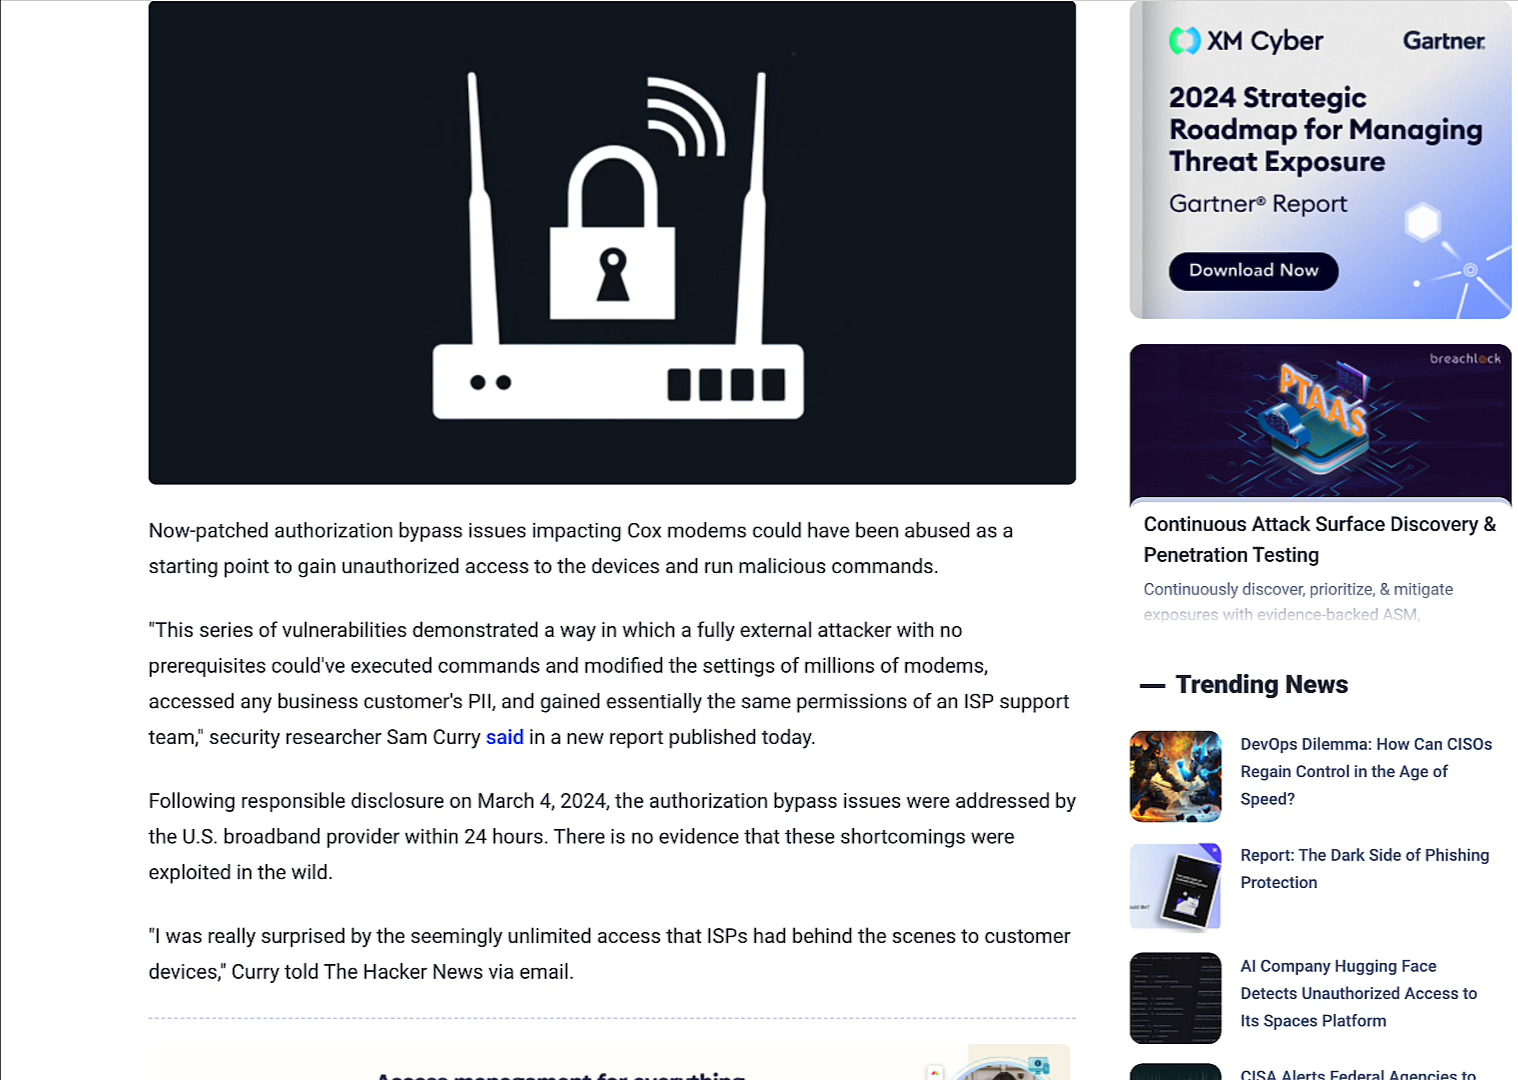 Now-patched authorization bypass issues impacting Cox modems could have been abused as a
starting point to gain unauthorized access to the devices and run malicious commands.
"This series of vulnerabilities demonstrated a way in which a fully external attacker with no
prerequisites could've executed commands and modified the settings of millions of modems,
accessed any business customer's PII, and gained essentially the same permissions of an ISP support
team," security researcher Sam Curry said in a new report published today.
Following responsible disclosure on March 4, 2024, the authorization bypass issues were addressed by
the U.S. broadband provider within 24 hours. There is no evidence that these shortcomings were
exploited in the wild.
"I was really surprised by the seemingly unlimited access that ISPs had behind the scenes to customer
devices," Curry told The Hacker News via email.
Access management for everything
XM Cyber
Gartner
2024 Strategic
Roadmap for Managing
Threat Exposure
Gartner® Report
Download Now
breachlock
PTAAS
Continuous Attack Surface Discovery &
Penetration Testing
Continuously discover, prioritize, & mitigate
exposures with evidence-backed ASM,
Trending News
DevOps Dilemma: How Can CISOs
Regain Control in the Age of
Speed?
Report: The Dark Side of Phishing
Protection
AI Company Hugging Face
Detects Unauthorized Access to
Its Spaces Platform
CISA Alerts Federal Agencies to